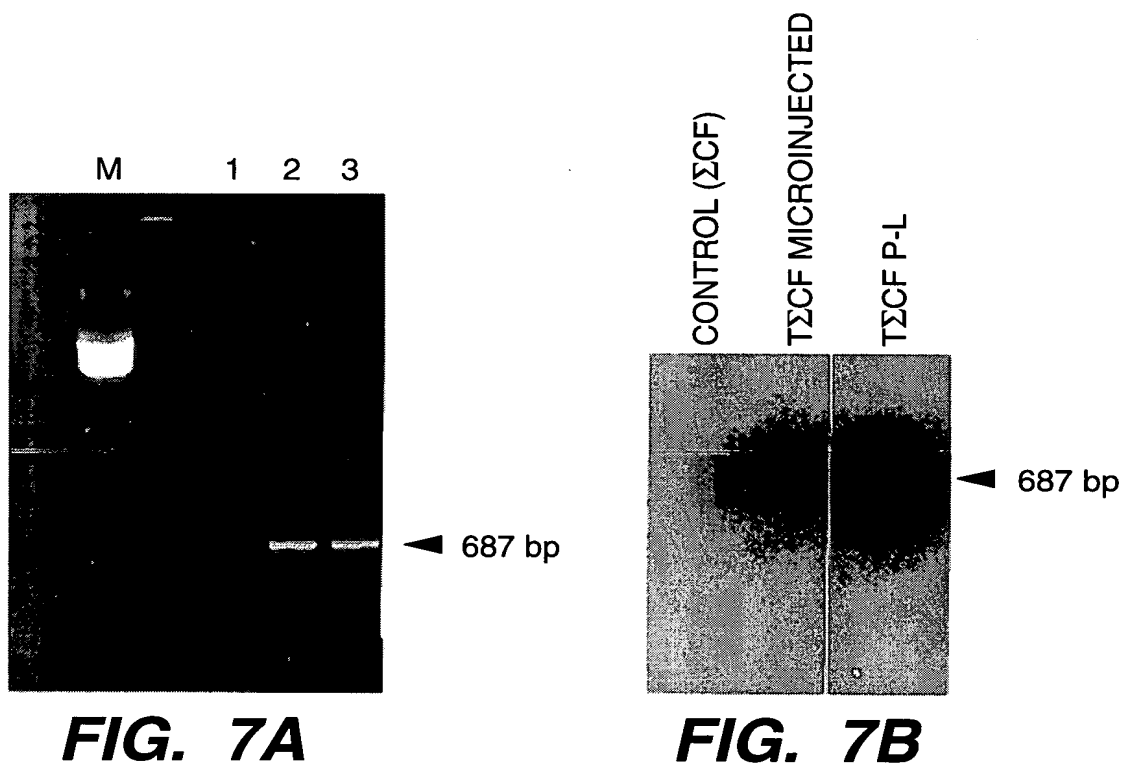 M 1 2 3
687 bp
FIG. 7A
CONTROL (ΣCF)
TΣCF MICROINJECTED
TΣCF P-L
687 bp
FIG. 7B